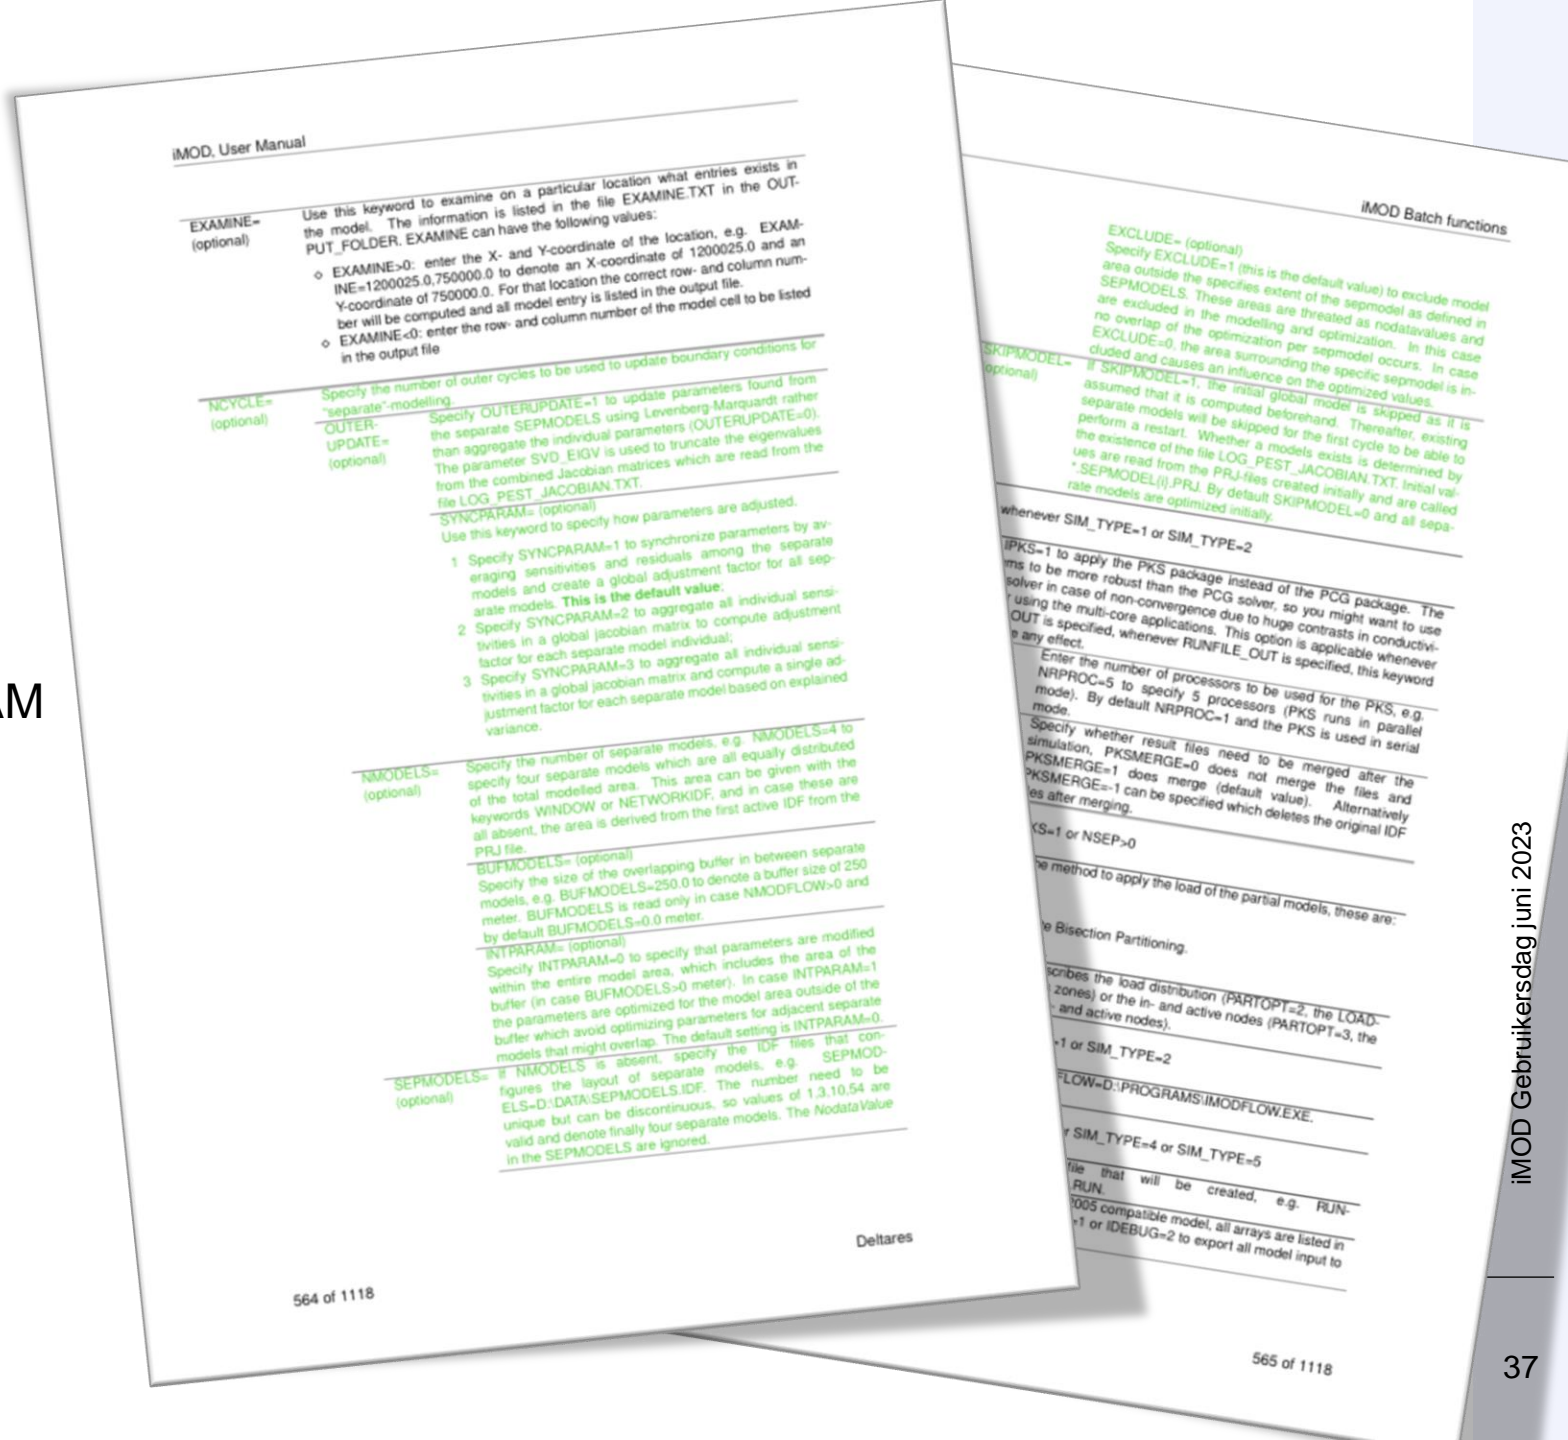 AM
iMOD, User Manual
EXAMINE=
(optional)
Use this keyword to examine on a particular location what entries exists in
the model. The information is listed in the file EXAMINE.TXT in the OUT-
PUT_FOLDER. EXAMINE can have the following values:
⋄ EXAMINE>0: enter the X- and Y-coordinate of the location, e.g. EXAM-
INE=1200025.0,750000.0 to denote an X-coordinate of 1200025.0 and an
Y-coordinate of 750000.0. For that location the correct row- and column num-
ber will be computed and all model entry is listed in the output file.
⋄ EXAMINE<0: enter the row- and column number of the model cell to be listed
in the output file
NCYCLE=
(optional)
Specify the number of outer cycles to be used to update boundary conditions for
"separate"-modelling.
OUTER-
UPDATE=
(optional)
Specify OUTERUPDATE=1 to update parameters found from
the separate SEPMODELS using Levenberg-Marquardt rather
than aggregate the individual parameters (OUTERUPDATE=0).
The parameter SVD_EIGV is used to truncate the eigenvalues
from the combined Jacobian matrices which are read from the
file LOG_PEST_JACOBIAN.TXT.
SYNCPARAM= (optional)
Use this keyword to specify how parameters are adjusted.
1 Specify SYNCPARAM=1 to synchronize parameters by av-
eraging sensitivities and residuals among the separate
models and create a global adjustment factor for all sep-
arate models. This is the default value;
2 Specify SYNCPARAM=2 to aggregate all individual sensi-
tivities in a global jacobian matrix to compute adjustment
factor for each separate model individual;
3 Specify SYNCPARAM=3 to aggregate all individual sensi-
tivities in a global jacobian matrix and compute a single ad-
justment factor for each separate model based on explained
variance.
NMODELS=
(optional)
Specify the number of separate models, e.g. NMODELS=4 to
specify four separate models which are all equally distributed
of the total modelled area. This area can be given with the
keywords WINDOW or NETWORKIDF, and in case these are
all absent, the area is derived from the first active IDF from the
PRJ file.
BUFMODELS= (optional)
Specify the size of the overlapping buffer in between separate
models, e.g. BUFMODELS=250.0 to denote a buffer size of 250
meter. BUFMODELS is read only in case NMODFLOW>0 and
by default BUFMODELS=0.0 meter.
INTPARAM= (optional)
Specify INTPARAM=0 to specify that parameters are modified
within the entire model area, which includes the area of the
buffer (in case BUFMODELS>0 meter). In case INTPARAM=1
the parameters are optimized for the model area outside of the
buffer which avoid optimizing parameters for adjacent separate
models that might overlap. The default setting is INTPARAM=0.
SEPMODELS=
(optional)
If NMODELS is absent, specify the IDF files that con-
figures the layout of separate models, e.g. SEPMOD-
ELS=D:\DATA\SEPMODELS.IDF. The number need to be
unique but can be discontinuous, so values of 1,3,10,54 are
valid and denote finally four separate models. The NodataValue
in the SEPMODELS are ignored.
Deltares
564 of 1118
iMOD Batch functions
EXCLUDE= (optional)
Specify EXCLUDE=1 (this is the default value) to exclude model
area outside the specifies extent of the sepmodel as defined in
SEPMODELS. These areas are threated as nodatavalues and
are excluded in the modelling and optimization. In this case
no overlap of the optimization per sepmodel occurs. In case
EXCLUDE=0, the area surrounding the specific sepmodel is in-
cluded and causes an influence on the optimized values.
SKIPMODEL=
optional)
If SKIPMODEL=1, the initial global model is skipped as it is
assumed that it is computed beforehand. Thereafter, existing
separate models will be skipped for the first cycle to be able to
perform a restart. Whether a models exists is determined by
the existence of the file LOG_PEST_JACOBIAN.TXT. Initial val-
ues are read from the PRJ-files created initially and are called
*.SEPMODEL{i}.PRJ. By default SKIPMODEL=0 and all sepa-
rate models are optimized initially.
whenever SIM_TYPE=1 or SIM_TYPE=2
IPKS=1 to apply the PKS package instead of the PCG package. The
ms to be more robust than the PCG solver, so you might want to use
solver in case of non-convergence due to huge contrasts in conductivi-
r using the multi-core applications. This option is applicable whenever
OUT is specified, whenever RUNFILE_OUT is specified, this keyword
e any effect.
Enter the number of processors to be used for the PKS, e.g.
NRPROC=5 to specify 5 processors (PKS runs in parallel
mode). By default NRPROC=1 and the PKS is used in serial
mode.
Specify whether result files need to be merged after the
simulation, PKSMERGE=0 does not merge the files and
PKSMERGE=1 does merge (default value). Alternatively
PKSMERGE=-1 can be specified which deletes the original IDF
es after merging.
KS=1 or NSEP>0
he method to apply the load of the partial models, these are:
e Bisection Partitioning.
scribes the load distribution (PARTOPT=2, the LOAD-
zones) or the in- and active nodes (PARTOPT=3, the
- and active nodes).
=1 or SIM_TYPE=2
FLOW=D:\PROGRAMS\IMODFLOW.EXE.
r SIM_TYPE=4 or SIM_TYPE=5
file that will be created, e.g. RUN-
.RUN.
2005 compatible model, all arrays are listed in
=1 or IDEBUG=2 to export all model input to
565 of 1118
iMOD Gebruikersdag juni 2023
37